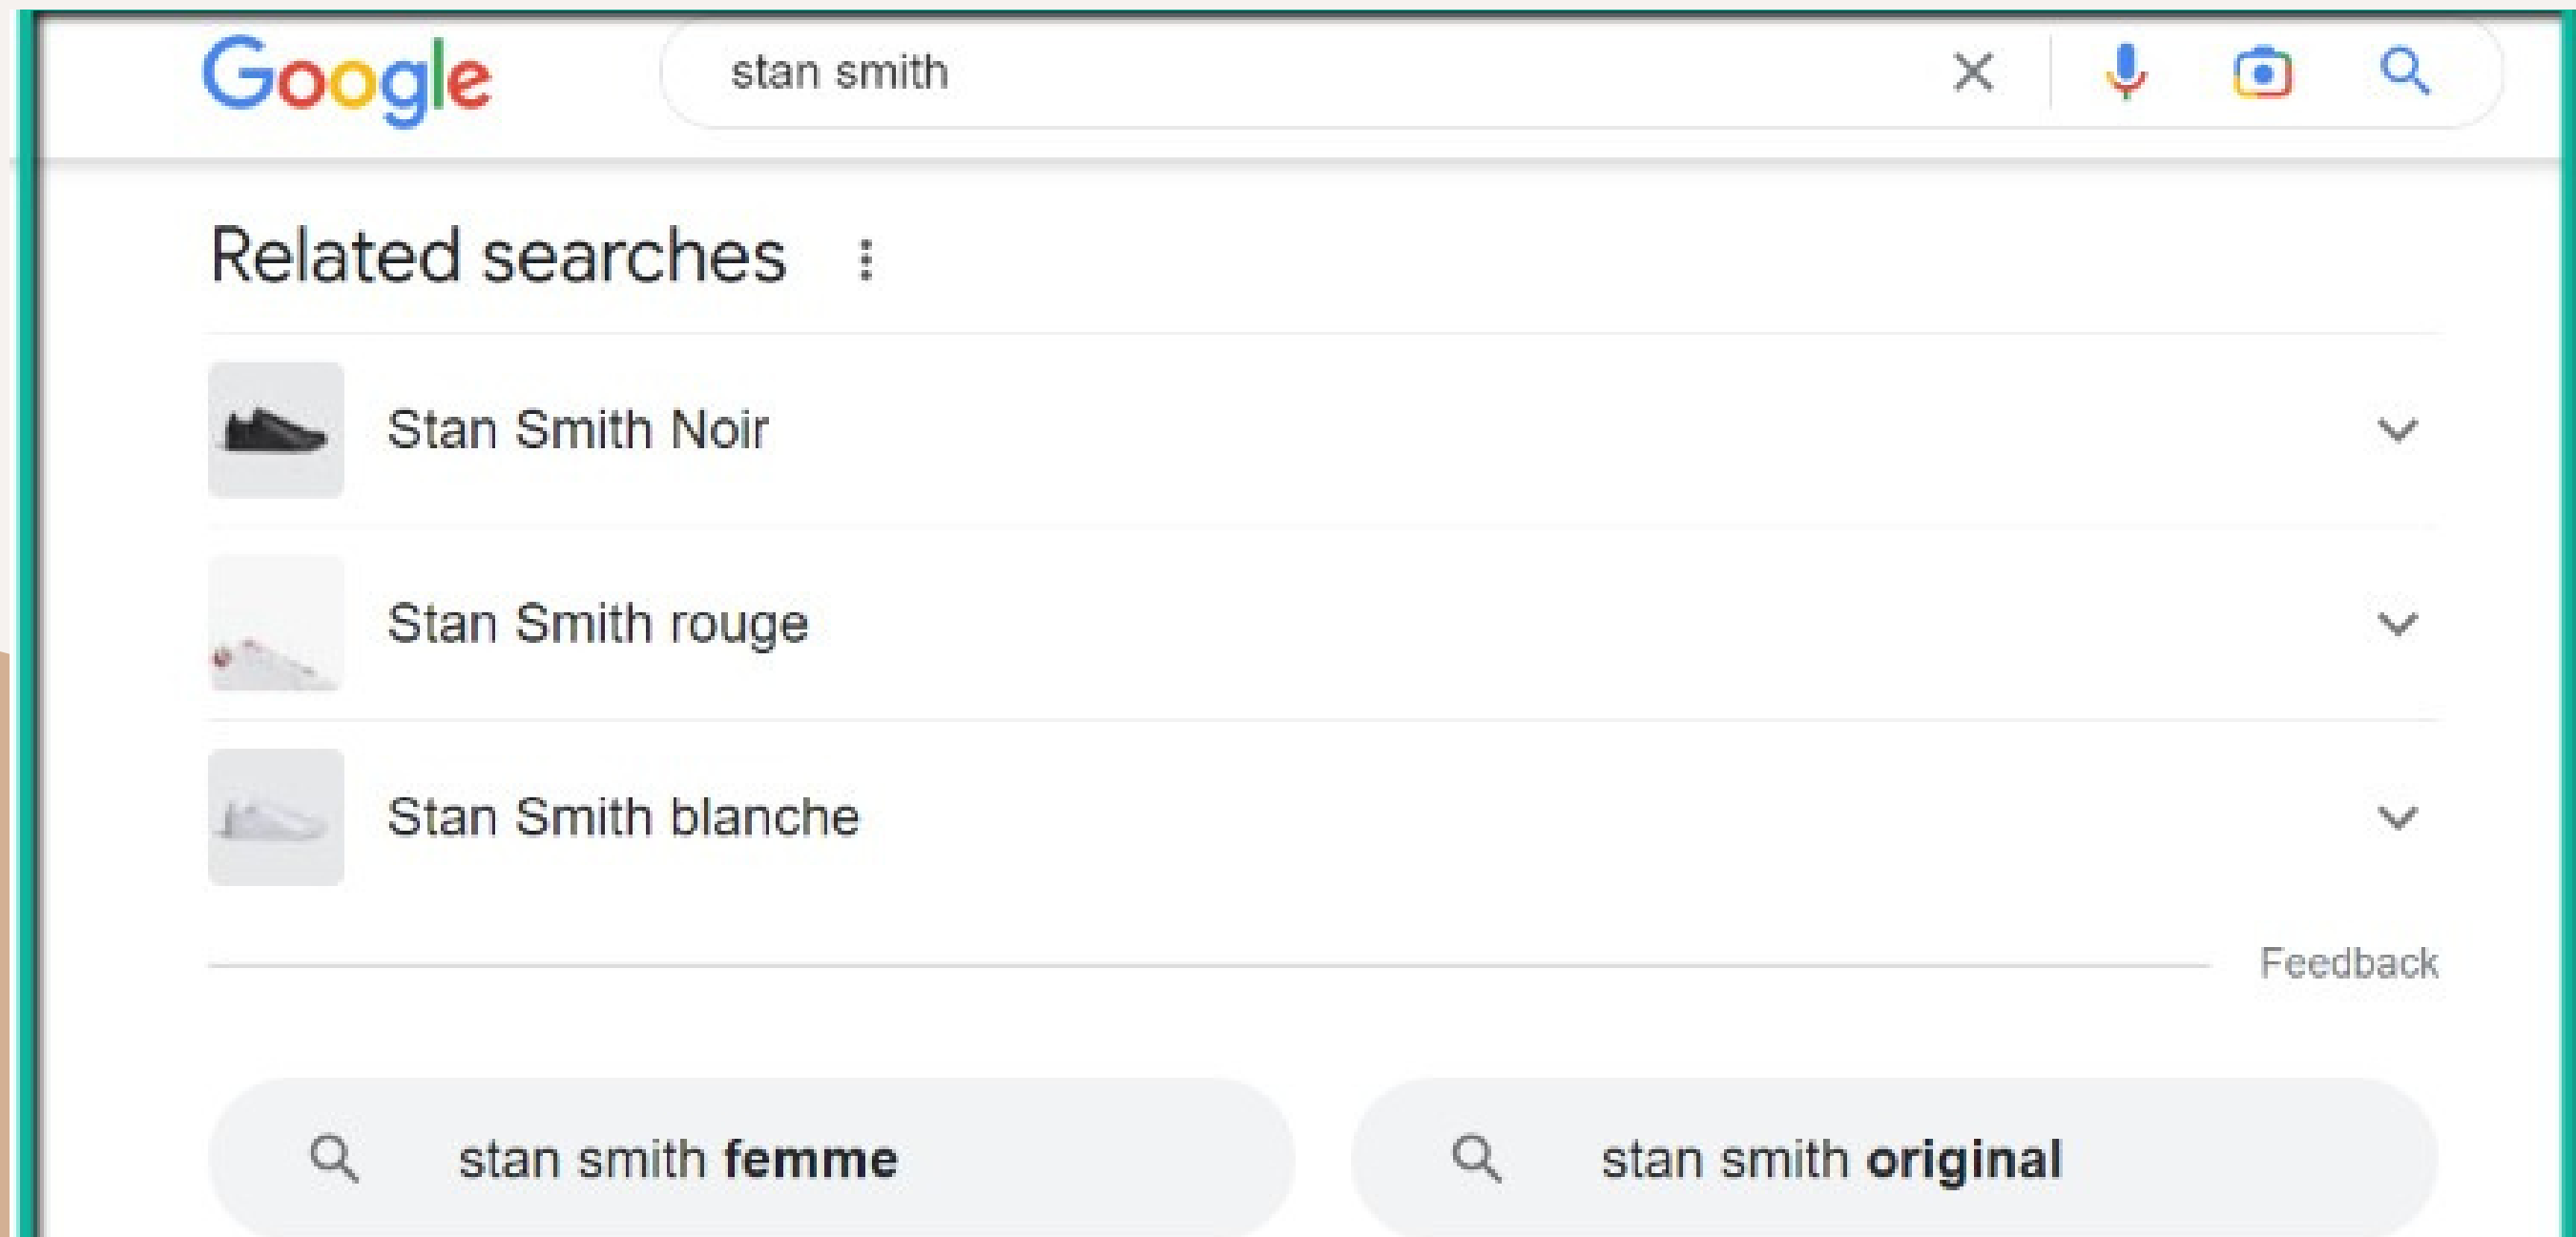 Google
stan smith
Related searches
Stan Smith Noir
Stan Smith rouge
Stan Smith blanche
Feedback
stan smith femme
stan smith original